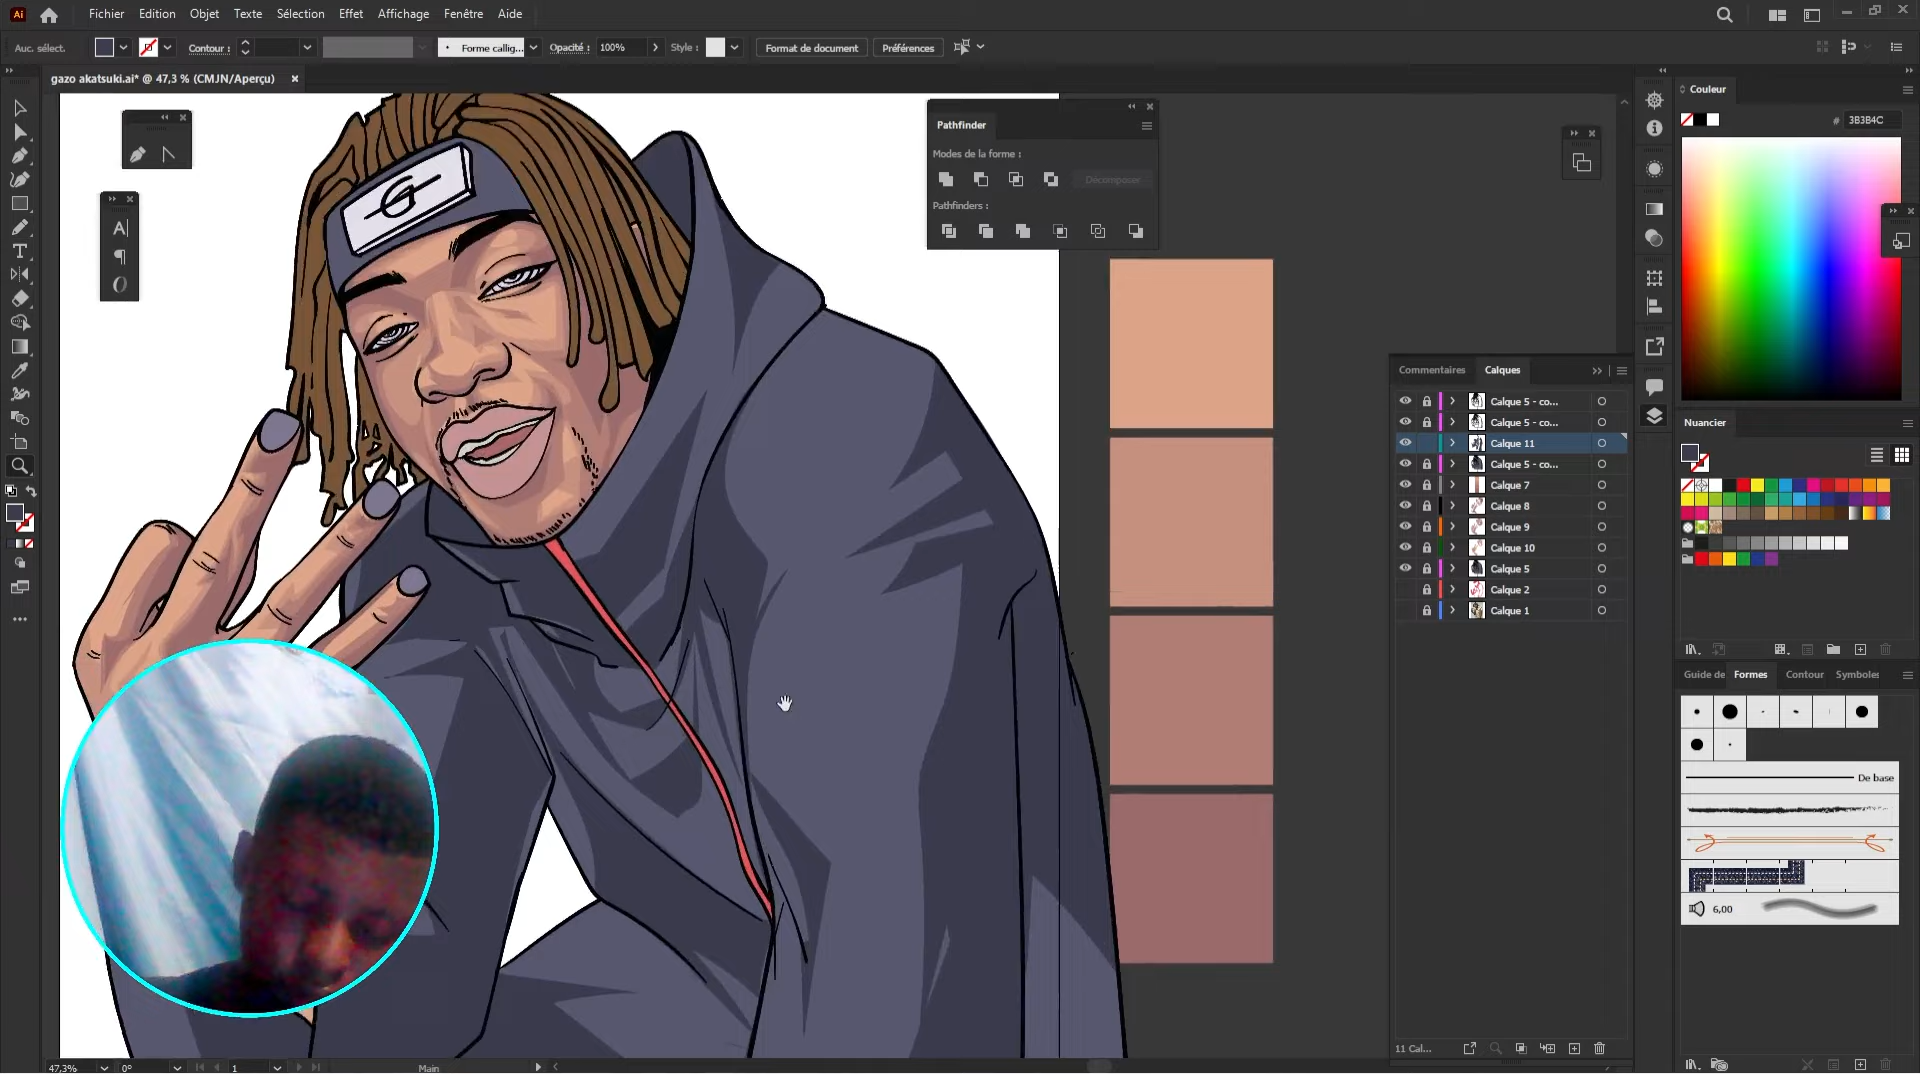 Ai Fichier Edition Objet Texte Sélection Effet Affichage Fenêtre Aide
Auc. sélect. Contour : Forme callig... Opacité : 100% Style : Format de document Préférences
gazo akatsuki.ai* @ 47,3 % (CMJN/Aperçu)
Couleur
# 3B3B4C
Pathfinder
Modes de la forme :
Décomposer
Pathfinders :
G
Commentaires Calques
Calque 5 - co...
Calque 5 - co...
Calque 11
Calque 5 - co...
Calque 7
Calque 8
Calque 9
Calque 10
Calque 5
Calque 2
Calque 1
11 Cal...
Nuancier
Guide de Formes Contour Symboles
De base
6,00
47,3% 0° 1 Main